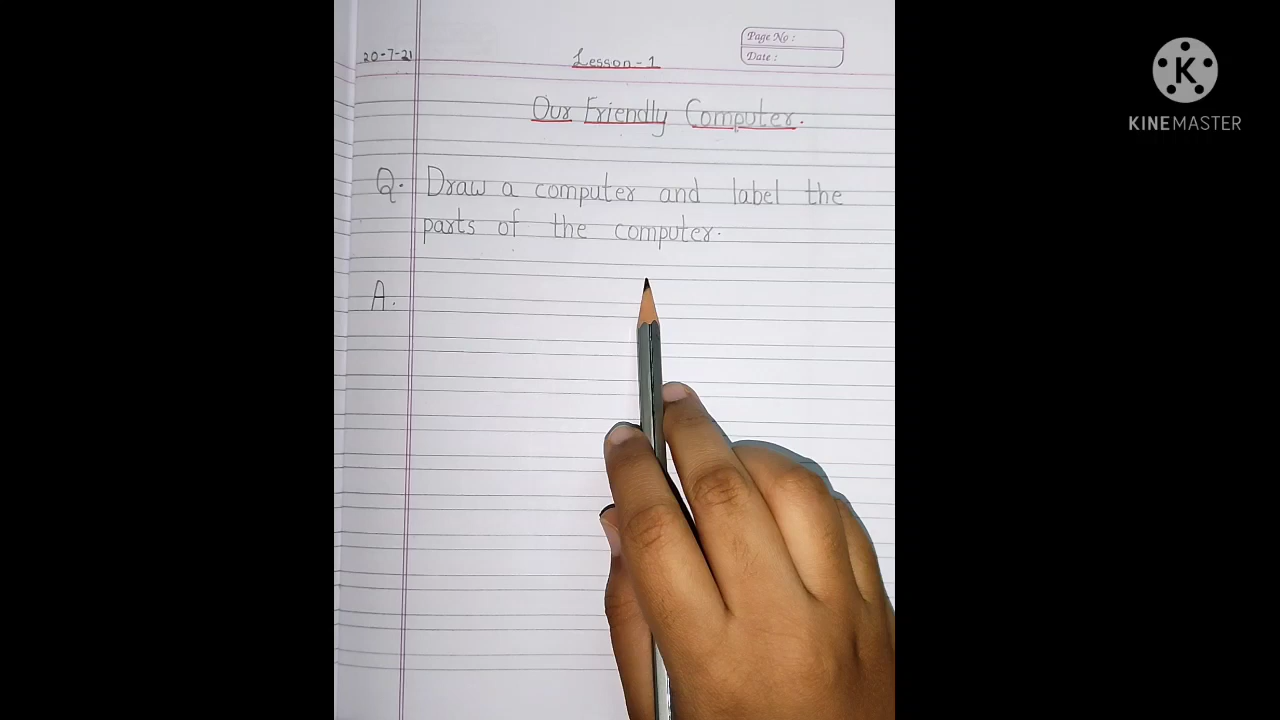 Page No :
20-7-21
Lesson-1
Date :
Our Friendly Computer.
Q. Draw a computer and label the
parts of the computer.
A.
K
KINEMASTER